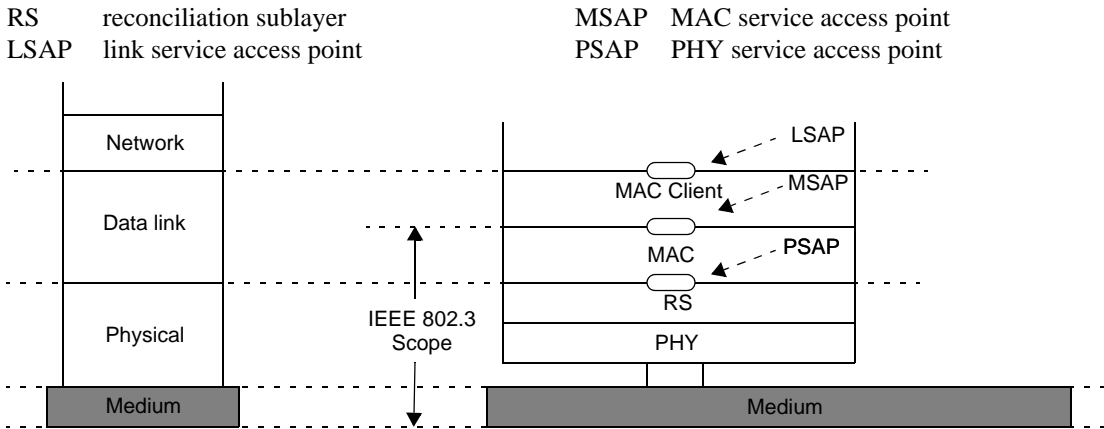 RS reconciliation sublayer MSAP MAC service access point
LSAP link service access point PSAP PHY service access point
Network
LSAP
MAC Client
MSAP
Data link
MAC
PSAP
RS
IEEE 802.3
Scope
Physical
PHY
Medium
Medium